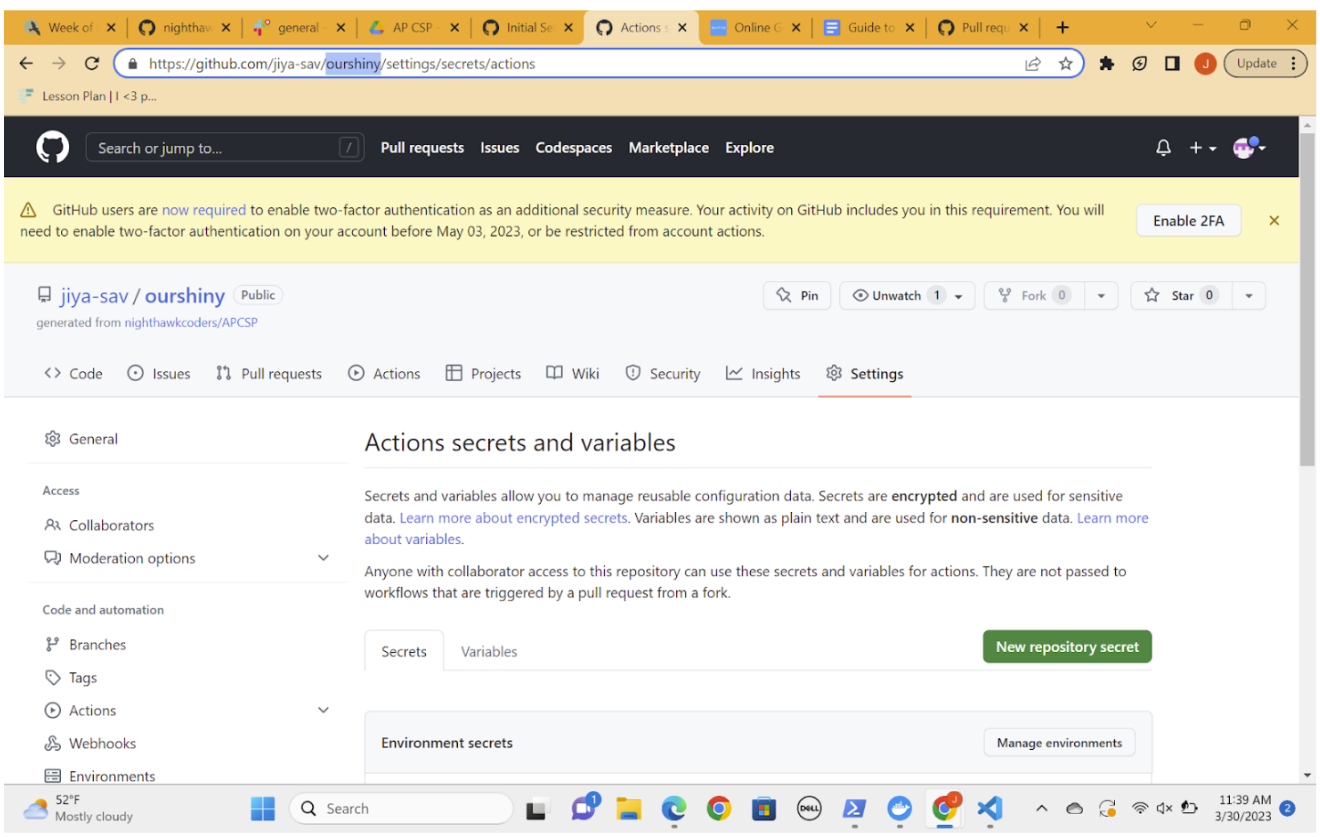 Week of
nighthaw
general -
AP CSP -
Initial Se
Actions s
Online G
Guide to
Pull requ
https://github.com/jiya-sav/ourshiny/settings/secrets/actions
J
Update
Lesson Plan | I <3 p...
Search or jump to...
/
Pull requests Issues Codespaces Marketplace Explore
GitHub users are now required to enable two-factor authentication as an additional security measure. Your activity on GitHub includes you in this requirement. You will
need to enable two-factor authentication on your account before May 03, 2023, or be restricted from account actions.
Enable 2FA
jiya-sav / ourshiny Public
Pin
Unwatch 1
Fork 0
Star 0
generated from nighthawkcoders/APCSP
Code Issues Pull requests Actions Projects Wiki Security Insights Settings
General
Access
Collaborators
Moderation options
Code and automation
Branches
Tags
Actions
Webhooks
Environments
Actions secrets and variables
Secrets and variables allow you to manage reusable configuration data. Secrets are encrypted and are used for sensitive
data. Learn more about encrypted secrets. Variables are shown as plain text and are used for non-sensitive data. Learn more
about variables.
Anyone with collaborator access to this repository can use these secrets and variables for actions. They are not passed to
workflows that are triggered by a pull request from a fork.
Secrets Variables
New repository secret
Environment secrets
Manage environments
52°F
Mostly cloudy
Search
1
DELL
J
11:39 AM
3/30/2023
2